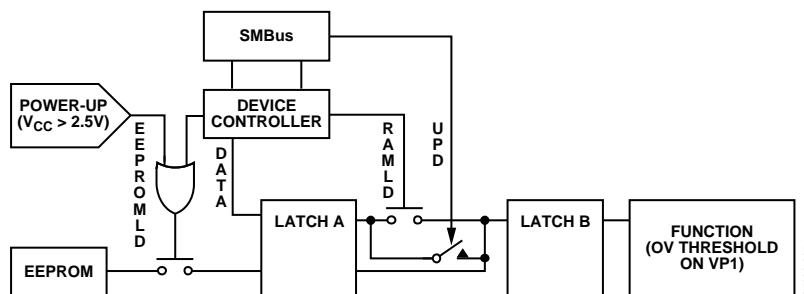 SMBus
POWER-UP
(VCC > 2.5V)
DEVICE
CONTROLLER
EEPROMLD
DATA
RAMLD
UPD
LATCH A
LATCH B
FUNCTION
(OV THRESHOLD
ON VP1)
EEPROM